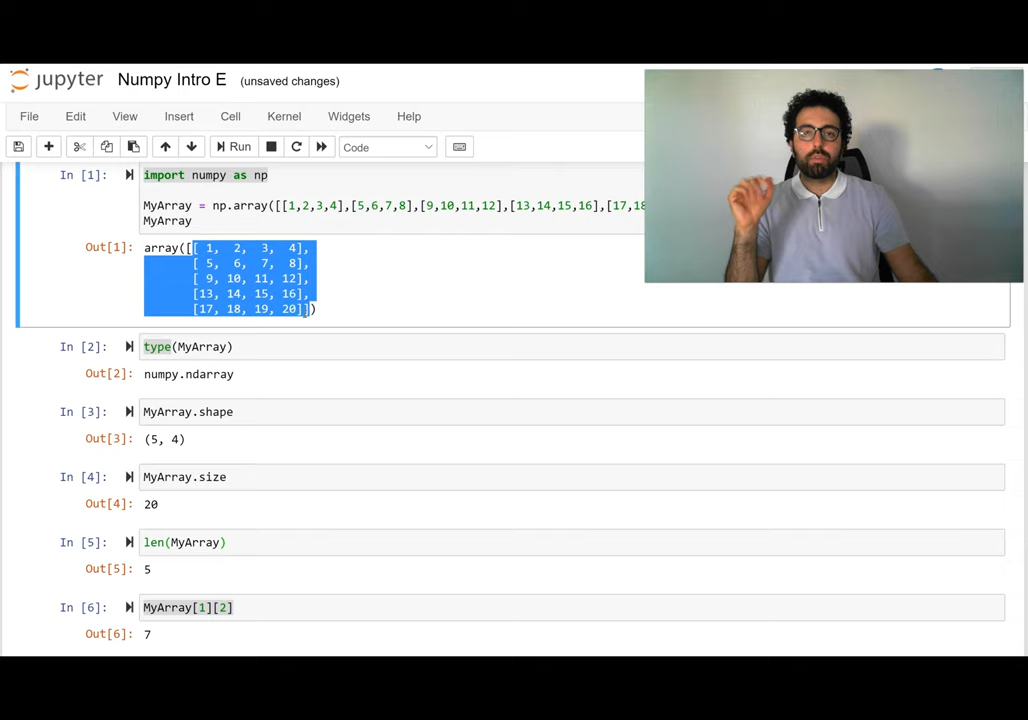 jupyter Numpy Intro E (unsaved changes)
File Edit View Insert Cell Kernel Widgets Help
Run Code
In [1]: import numpy as np
MyArray = np.array([[1,2,3,4],[5,6,7,8],[9,10,11,12],[13,14,15,16],[17,18
MyArray
Out[1]: array([[ 1, 2, 3, 4],
[ 5, 6, 7, 8],
[ 9, 10, 11, 12],
[13, 14, 15, 16],
[17, 18, 19, 20]])
In [2]: type(MyArray)
Out[2]: numpy.ndarray
In [3]: MyArray.shape
Out[3]: (5, 4)
In [4]: MyArray.size
Out[4]: 20
In [5]: len(MyArray)
Out[5]: 5
In [6]: MyArray[1][2]
Out[6]: 7